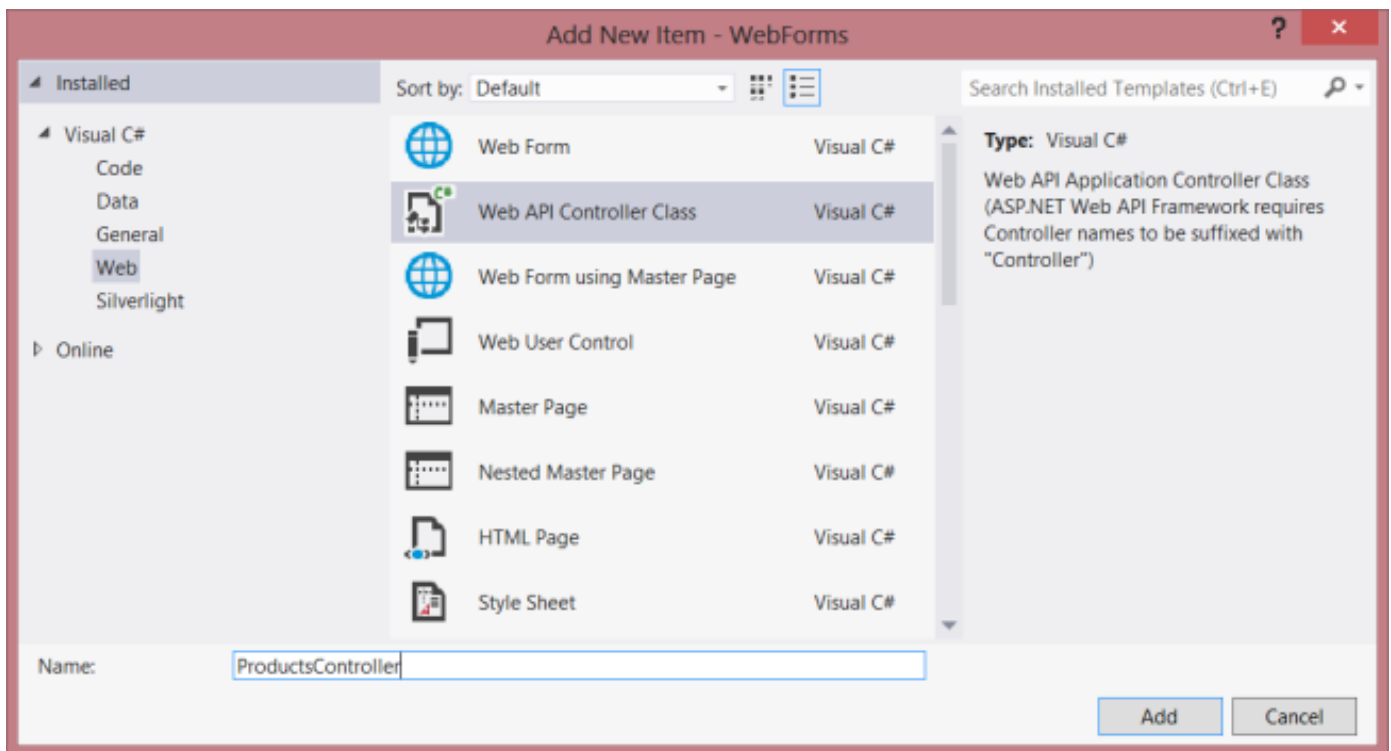 Add New Item - WebForms
?
Installed
Visual C#
Code
Data
General
Web
Silverlight
Online
Sort by: Default
Web Form Visual C#
C#
Web API Controller Class Visual C#
Web Form using Master Page Visual C#
Web User Control Visual C#
Master Page Visual C#
Nested Master Page Visual C#
HTML Page Visual C#
Style Sheet Visual C#
Search Installed Templates (Ctrl+E)
Type: Visual C#
Web API Application Controller Class
(ASP.NET Web API Framework requires
Controller names to be suffixed with
"Controller")
Name: ProductsController
Add Cancel